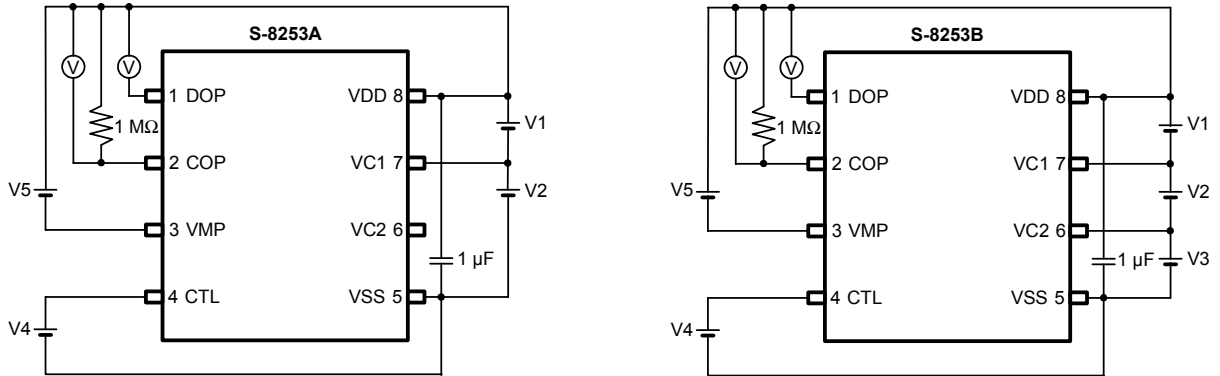 S-8253A
V
V
1 DOP
VDD 8
V1
1 MΩ
2 COP
VC1 7
V5
V2
3 VMP
VC2 6
1 µF
4 CTL
VSS 5
V4
S-8253B
V
V
1 DOP
VDD 8
V1
1 MΩ
2 COP
VC1 7
V5
V2
3 VMP
VC2 6
1 µF
V3
4 CTL
VSS 5
V4